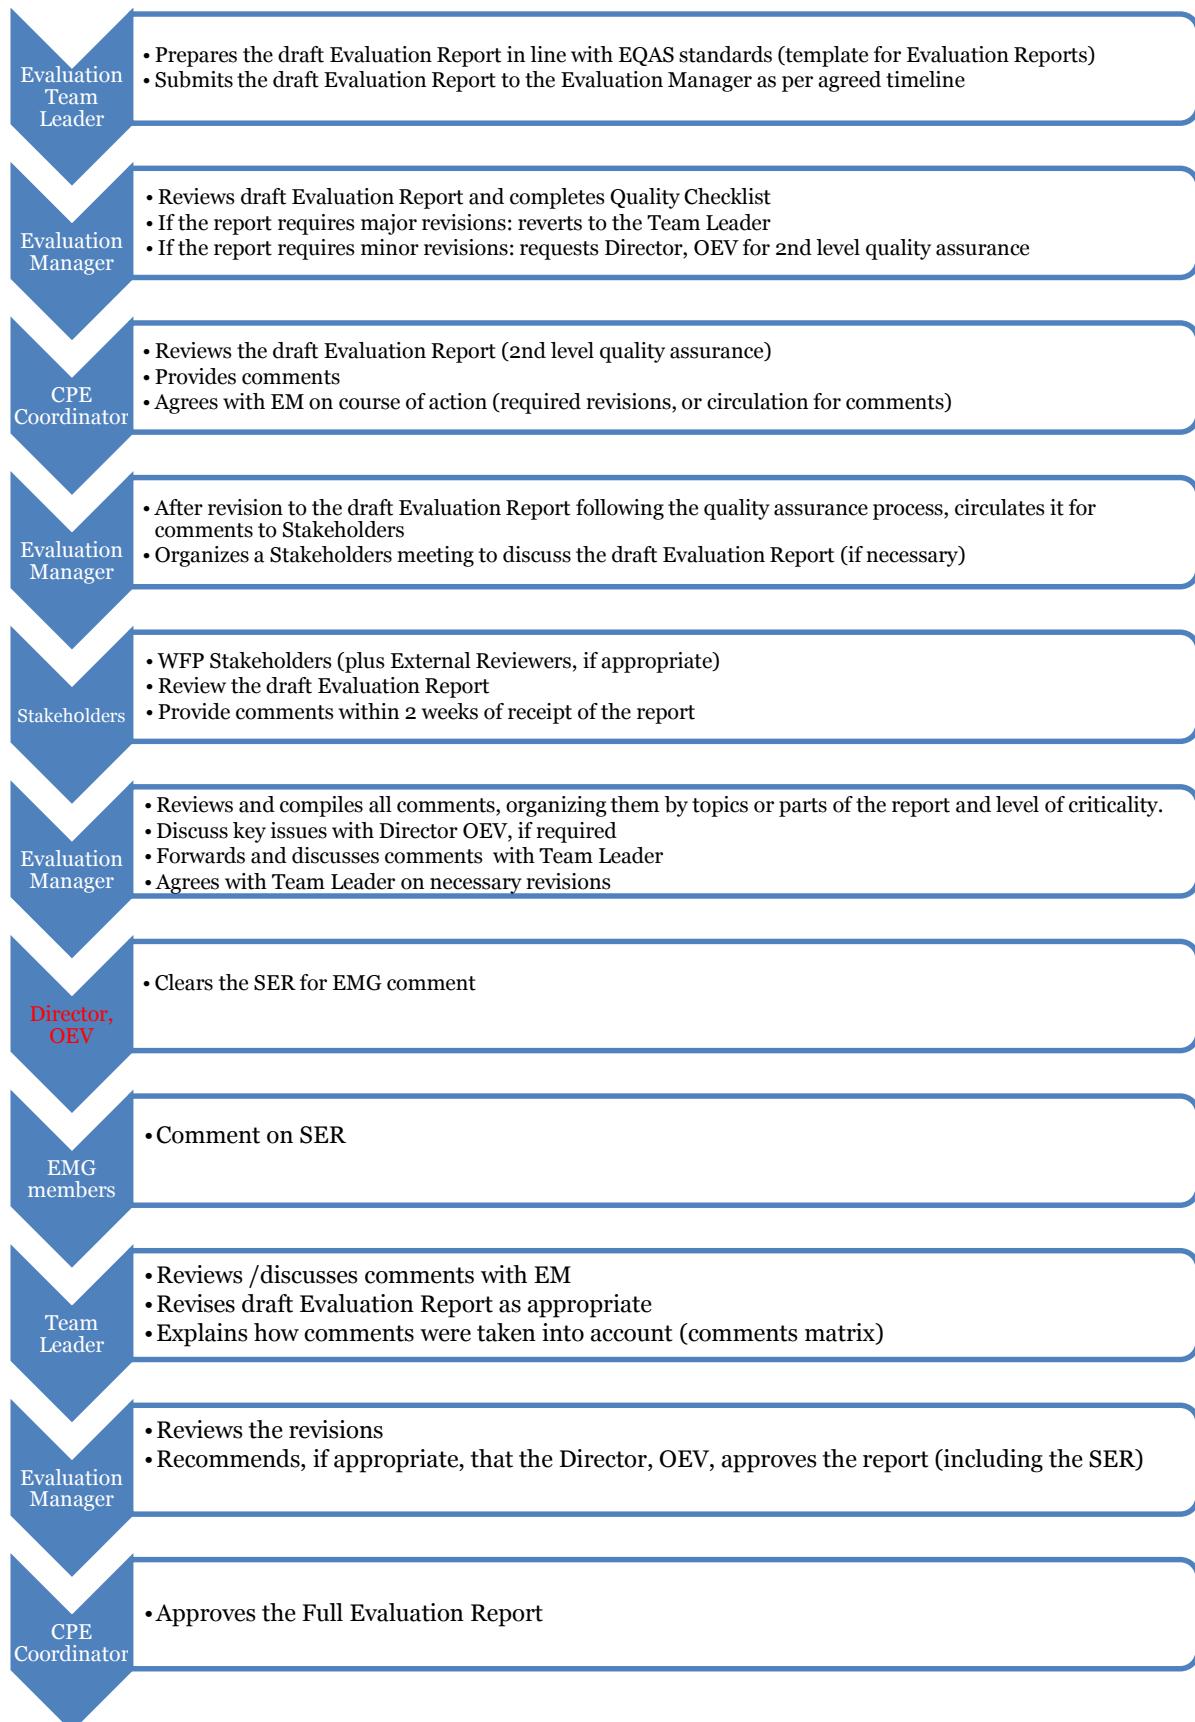 Evaluation
Team
Leader
• Prepares the draft Evaluation Report in line with EQAS standards (template for Evaluation Reports)
• Submits the draft Evaluation Report to the Evaluation Manager as per agreed timeline
Evaluation
Manager
• Reviews draft Evaluation Report and completes Quality Checklist
• If the report requires major revisions: reverts to the Team Leader
• If the report requires minor revisions: requests Director, OEV for 2nd level quality assurance
CPE
Coordinator
• Reviews the draft Evaluation Report (2nd level quality assurance)
• Provides comments
• Agrees with EM on course of action (required revisions, or circulation for comments)
Evaluation
Manager
• After revision to the draft Evaluation Report following the quality assurance process, circulates it for
comments to Stakeholders
• Organizes a Stakeholders meeting to discuss the draft Evaluation Report (if necessary)
Stakeholders
• WFP Stakeholders (plus External Reviewers, if appropriate)
• Review the draft Evaluation Report
• Provide comments within 2 weeks of receipt of the report
Evaluation
Manager
• Reviews and compiles all comments, organizing them by topics or parts of the report and level of criticality.
• Discuss key issues with Director OEV, if required
• Forwards and discusses comments with Team Leader
• Agrees with Team Leader on necessary revisions
Director,
OEV
• Clears the SER for EMG comment
EMG
members
• Comment on SER
Team
Leader
• Reviews /discusses comments with EM
• Revises draft Evaluation Report as appropriate
• Explains how comments were taken into account (comments matrix)
Evaluation
Manager
• Reviews the revisions
• Recommends, if appropriate, that the Director, OEV, approves the report (including the SER)
CPE
Coordinator
• Approves the Full Evaluation Report